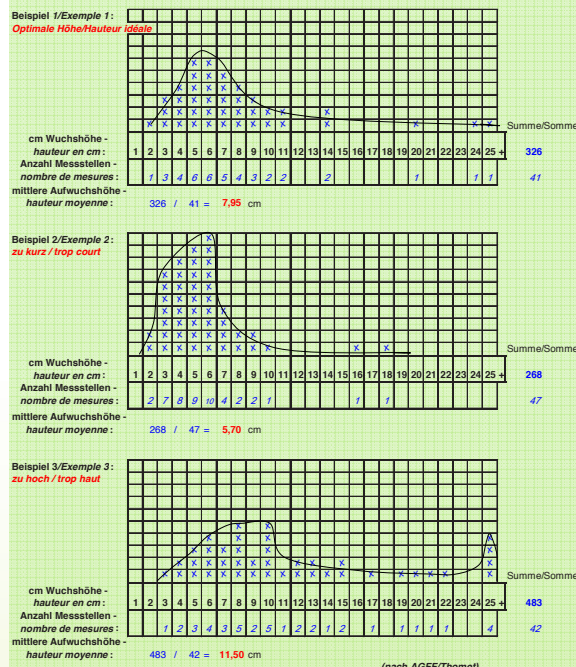 Beispiel 1/Exemple 1 :
Optimale Höhe/Hauteur idéale
Summe/Somme
cm Wuchshöhe -
hauteur en cm : 1 2 3 4 5 6 7 8 9 10 11 12 13 14 15 16 17 18 19 20 21 22 23 24 25 + 326
Anzahl Messstellen -
nombre de mesures : 1 3 4 6 6 5 4 3 2 2 2 1 1 1 41
mittlere Aufwuchshöhe -
hauteur moyenne : 326 / 41 = 7,95 cm
Beispiel 2/Exemple 2 :
zu kurz / trop court
Summe/Somme
cm Wuchshöhe -
hauteur en cm : 1 2 3 4 5 6 7 8 9 10 11 12 13 14 15 16 17 18 19 20 21 22 23 24 25 + 268
Anzahl Messstellen -
nombre de mesures : 2 7 8 9 10 4 2 2 1 1 1 47
mittlere Aufwuchshöhe -
hauteur moyenne : 268 / 47 = 5,70 cm
Beispiel 3/Exemple 3 :
zu hoch / trop haut
Summe/Somme
cm Wuchshöhe -
hauteur en cm : 1 2 3 4 5 6 7 8 9 10 11 12 13 14 15 16 17 18 19 20 21 22 23 24 25 + 483
Anzahl Messstellen -
nombre de mesures : 1 2 3 4 3 5 2 5 1 2 2 1 2 1 1 1 1 1 4 42
mittlere Aufwuchshöhe -
hauteur moyenne : 483 / 42 = 11,50 cm
(nach AGFF/Thomet)